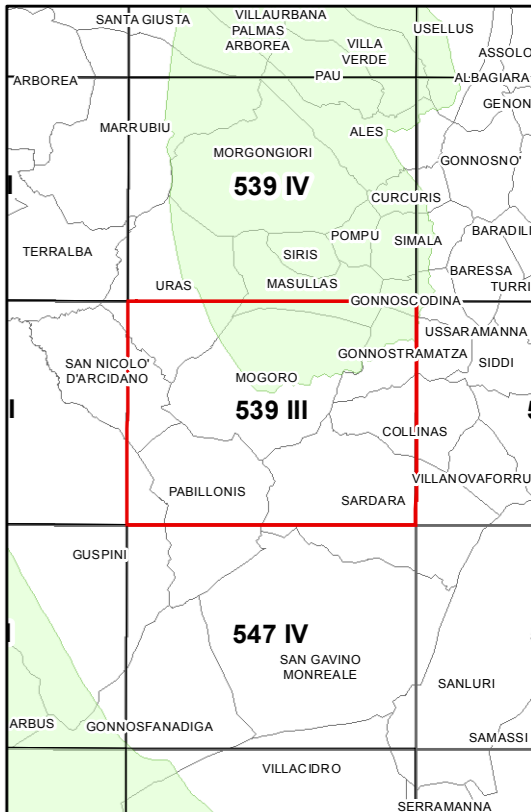 SANTA GIUSTA
VILLAURBANA
PALMAS
ARBOREA
USELLUS
VILLA
VERDE
ASSOLO
PAU
ARBOREA
ALBAGIARA
GENON
MARRUBIU
ALES
MORGONGIORI
GONNOSNO'
539 IV
CURCURIS
POMPU
SIMALA
BARADILI
TERRALBA
SIRIS
BARESSA
MASULLAS
URAS
TURRI
GONNOSCODINA
USSARAMANNA
GONNOSTRAMATZA
SIDDI
SAN NICOLO'
D'ARCIDANO
MOGORO
I
539 III
COLLINAS
PABILLONIS
VILLANOVAFORRU
SARDARA
GUSPINI
I
547 IV
SAN GAVINO
MONREALE
SANLURI
ARBUS
GONNOSFANADIGA
SAMASSI
VILLACIDRO
SERRAMANNA